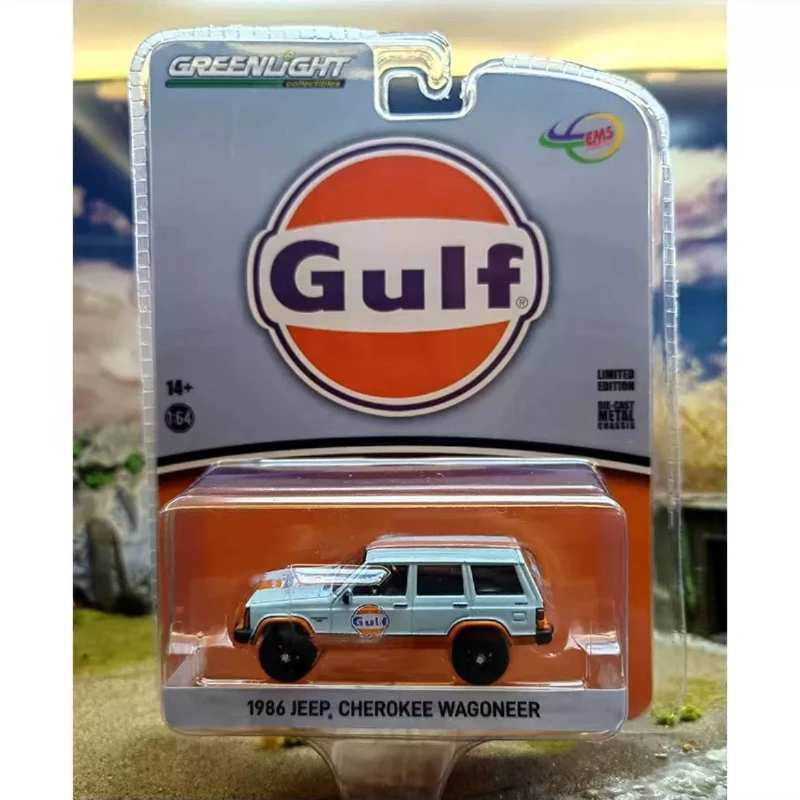 GREENLIGHT
collectibles
EMS
Gulf®
14+
1:64
LIMITED
EDITION
DIE-CAST
METAL
CHASSIS
Gulf
1986 JEEP® CHEROKEE WAGONEER